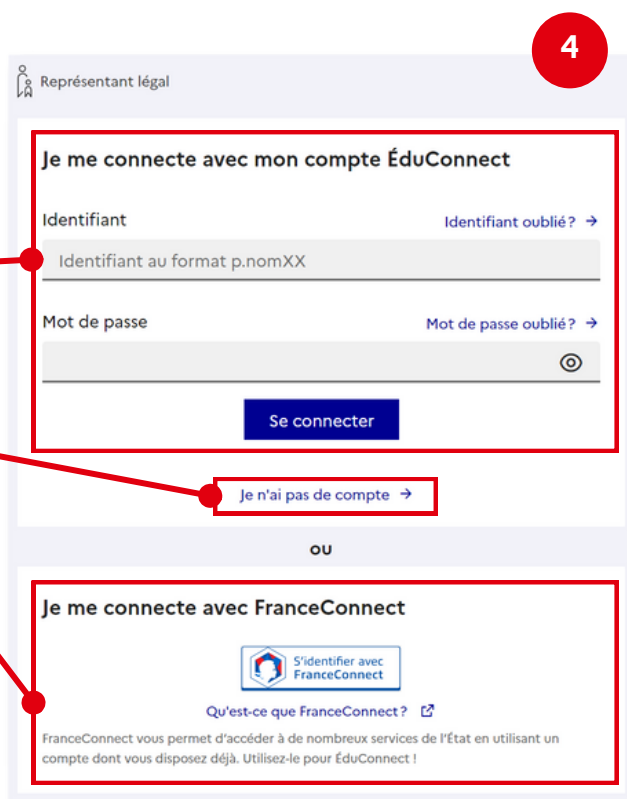 4
Représentant légal
Je me connecte avec mon compte ÉduConnect
Identifiant
Identifiant oublié? →
Identifiant au format p.nomXX
Mot de passe
Mot de passe oublié? →
Se connecter
Je n'ai pas de compte →
ou
Je me connecte avec FranceConnect
S'identifier avec
FranceConnect
Qu'est-ce que FranceConnect?
FranceConnect vous permet d'accéder à de nombreux services de l'État en utilisant un
compte dont vous disposez déjà. Utilisez-le pour ÉduConnect !